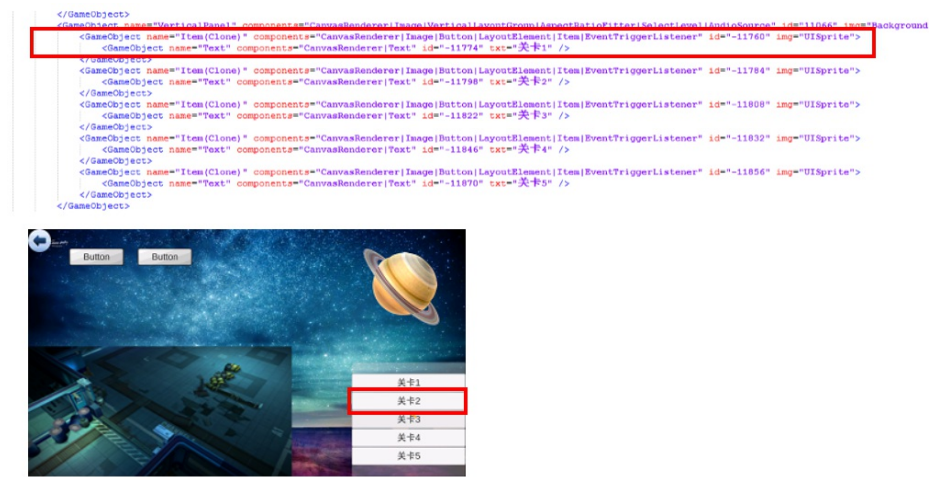 </GameObject>
<GameObject name="VerticalPanel" components="CanvasRenderer|Image|VerticalLayoutGroup|AspectRatioFitter|SelectLevel|AudioSource" id="11066" img="Background
<GameObject name="Item(Clone)" components="CanvasRenderer|Image|Button|LayoutElement|Item|EventTriggerListener" id="-11760" img="UISprite">
<GameObject name="Text" components="CanvasRenderer|Text" id="-11774" txt="关卡1" />
</GameObject>
<GameObject name="Item(Clone)" components="CanvasRenderer|Image|Button|LayoutElement|Item|EventTriggerListener" id="-11784" img="UISprite">
<GameObject name="Text" components="CanvasRenderer|Text" id="-11798" txt="关卡2" />
</GameObject>
<GameObject name="Item(Clone)" components="CanvasRenderer|Image|Button|LayoutElement|Item|EventTriggerListener" id="-11808" img="UISprite">
<GameObject name="Text" components="CanvasRenderer|Text" id="-11822" txt="关卡3" />
</GameObject>
<GameObject name="Item(Clone)" components="CanvasRenderer|Image|Button|LayoutElement|Item|EventTriggerListener" id="-11832" img="UISprite">
<GameObject name="Text" components="CanvasRenderer|Text" id="-11846" txt="关卡4" />
</GameObject>
<GameObject name="Item(Clone)" components="CanvasRenderer|Image|Button|LayoutElement|Item|EventTriggerListener" id="-11856" img="UISprite">
<GameObject name="Text" components="CanvasRenderer|Text" id="-11870" txt="关卡5" />
</GameObject>
</GameObject>
Button Button
关卡1
关卡2
关卡3
关卡4
关卡5